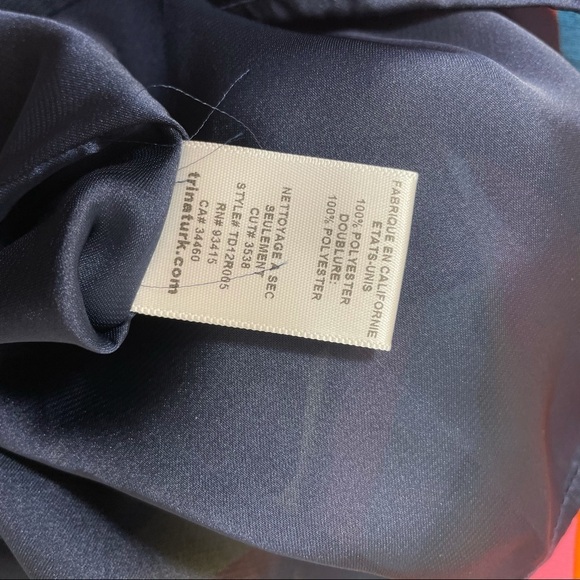 FABRIQUE EN CALIFORNIE
ETATS-UNIS
100% POLYESTER
DOUBLURE:
100% POLYESTER
NETTOYAGE A SEC
SEULEMENT
CUT# 3538
STYLE# TD12R005
RN# 93415
CA# 34460
trinaturk.com